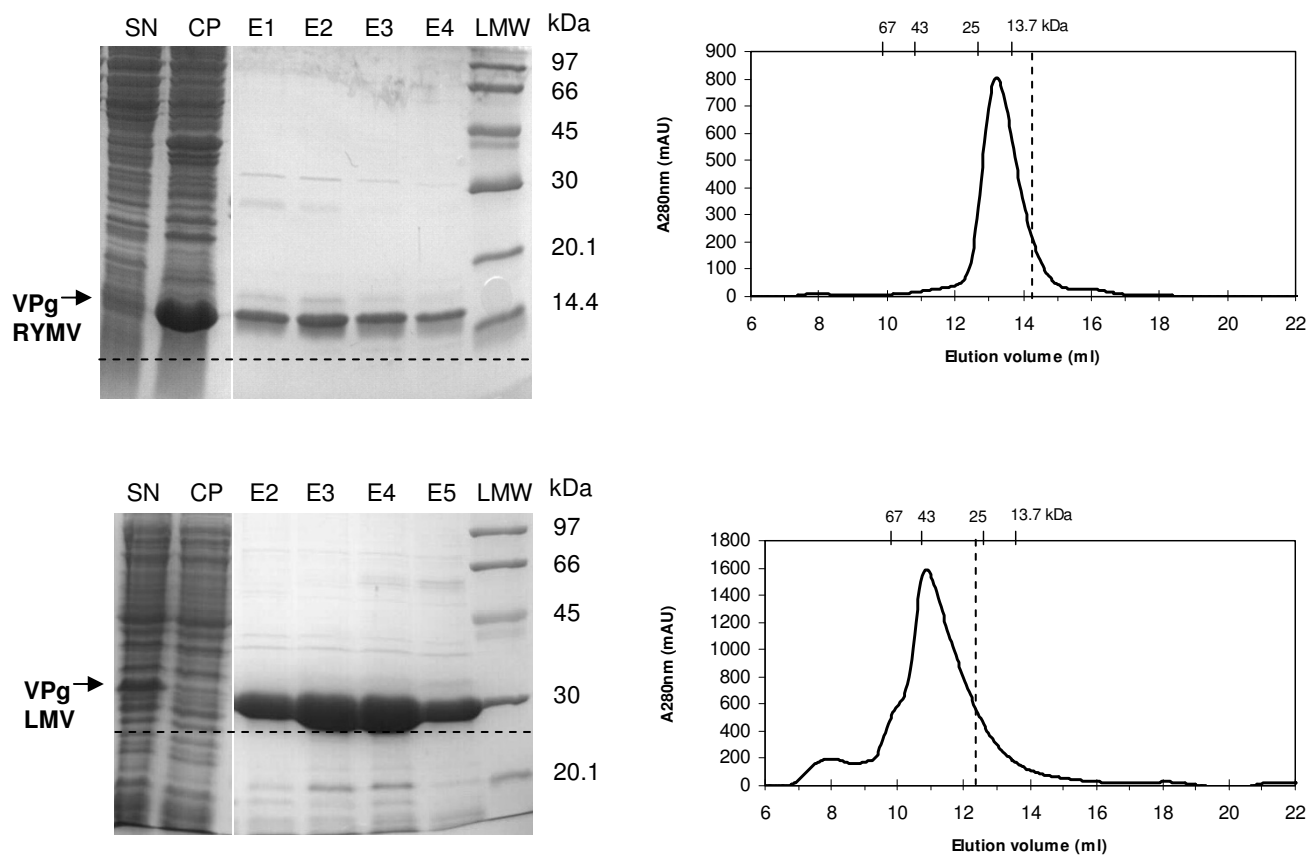 SN CP E1 E2 E3 E4 LMW kDa
97
66
45
30
20.1
14.4
VPg
RYMV
67 43 25 13.7 kDa
900
800
700
600
500
400
300
200
100
0
A280nm (mAU)
6 8 10 12 14 16 18 20 22
Elution volume (ml)
SN CP E2 E3 E4 E5 LMW kDa
97
66
45
30
20.1
VPg
LMV
67 43 25 13.7 kDa
1800
1600
1400
1200
1000
800
600
400
200
0
A280nm (mAU)
6 8 10 12 14 16 18 20 22
Elution volume (ml)